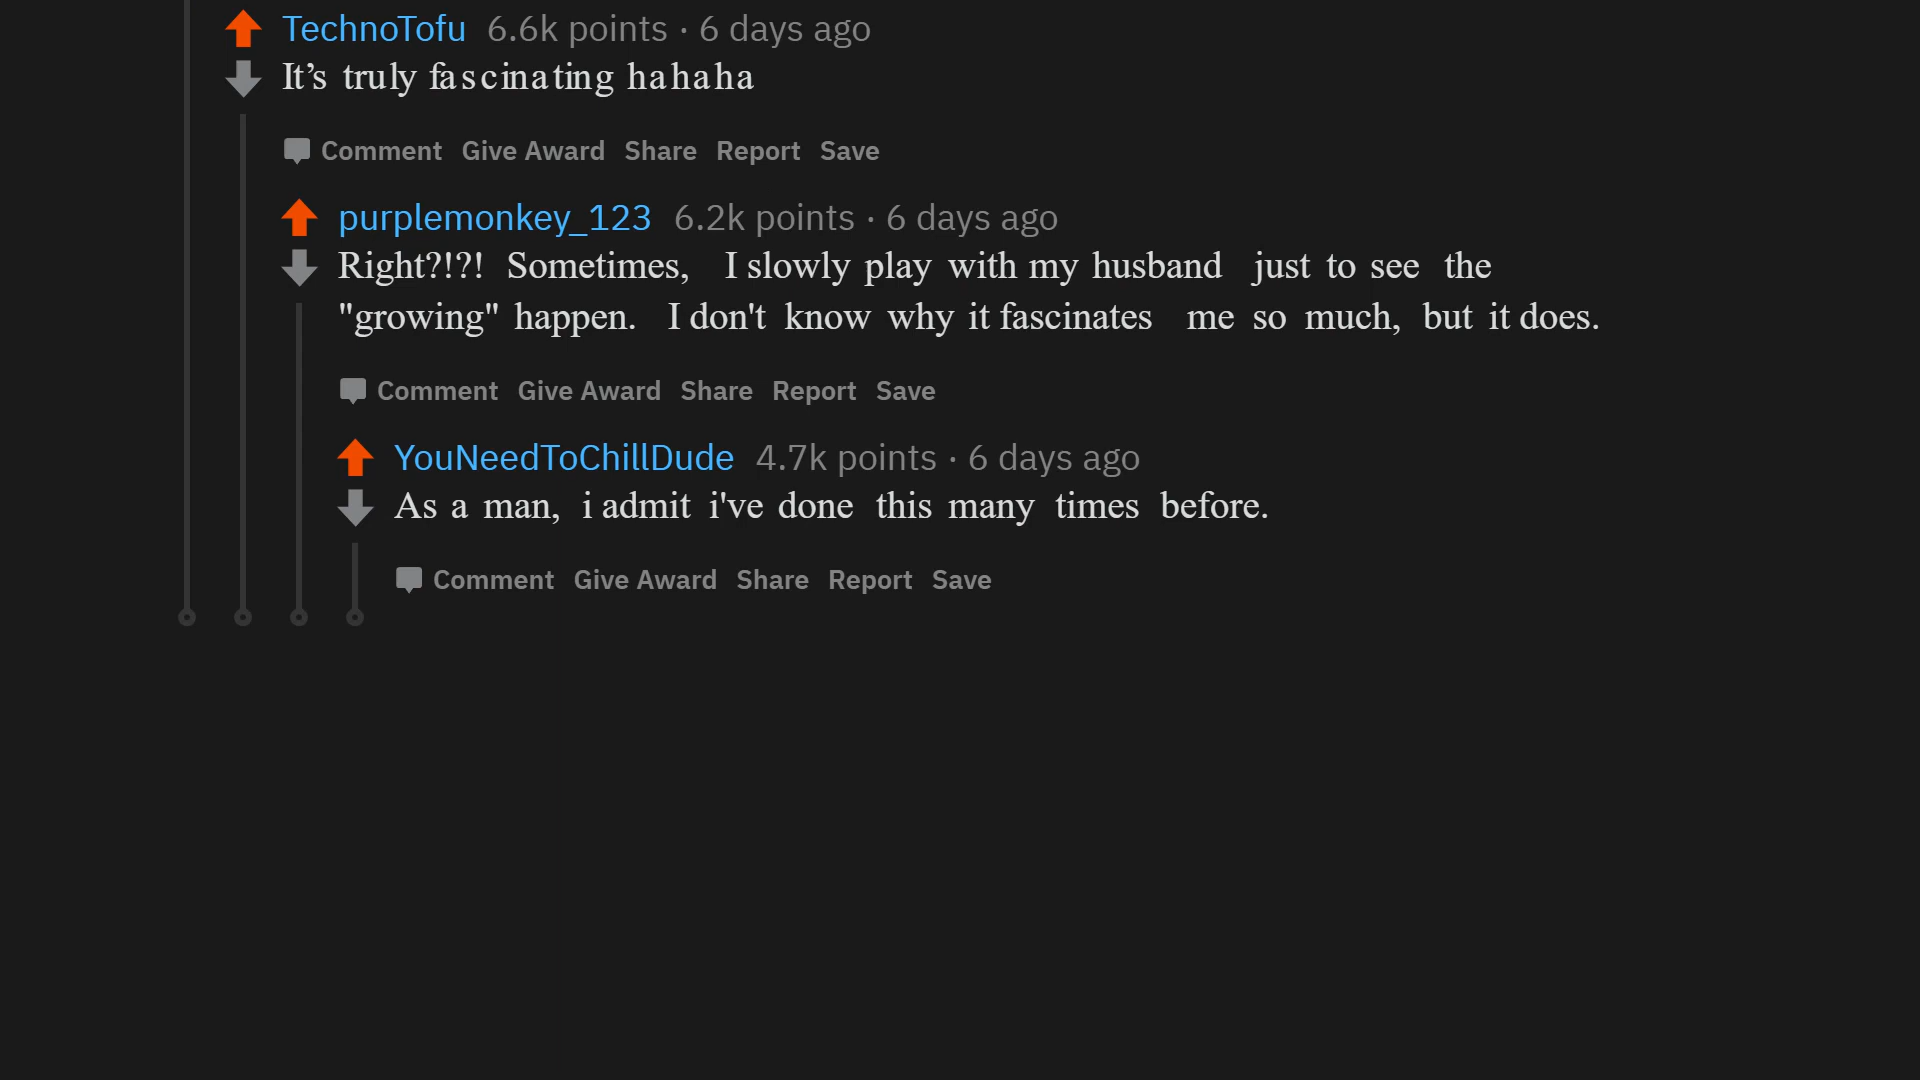 TechnoTofu 6.6k points · 6 days ago
It’s truly fascinating hahaha
Comment Give Award Share Report Save
purplemonkey_123 6.2k points · 6 days ago
Right?!?! Sometimes, I slowly play with my husband just to see the
"growing" happen. I don't know why it fascinates me so much, but it does.
Comment Give Award Share Report Save
YouNeedToChillDude 4.7k points · 6 days ago
As a man, i admit i've done this many times before.
Comment Give Award Share Report Save